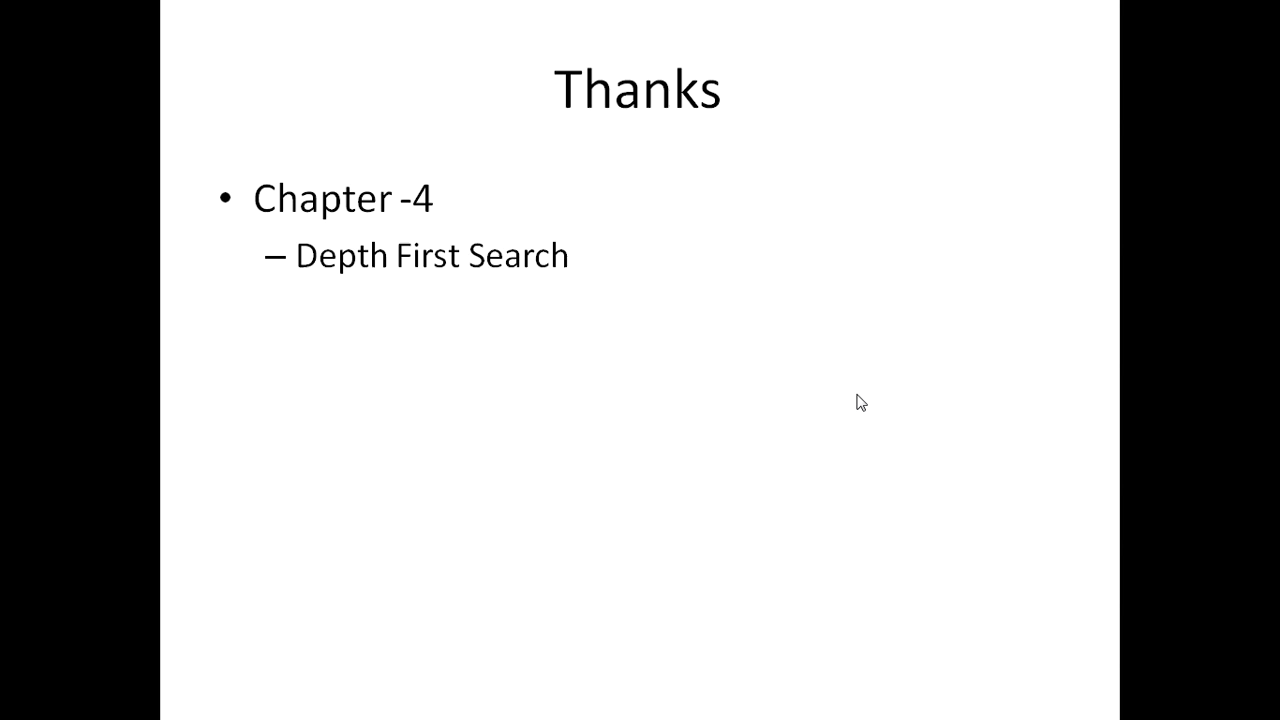 Thanks
• Chapter -4
– Depth First Search